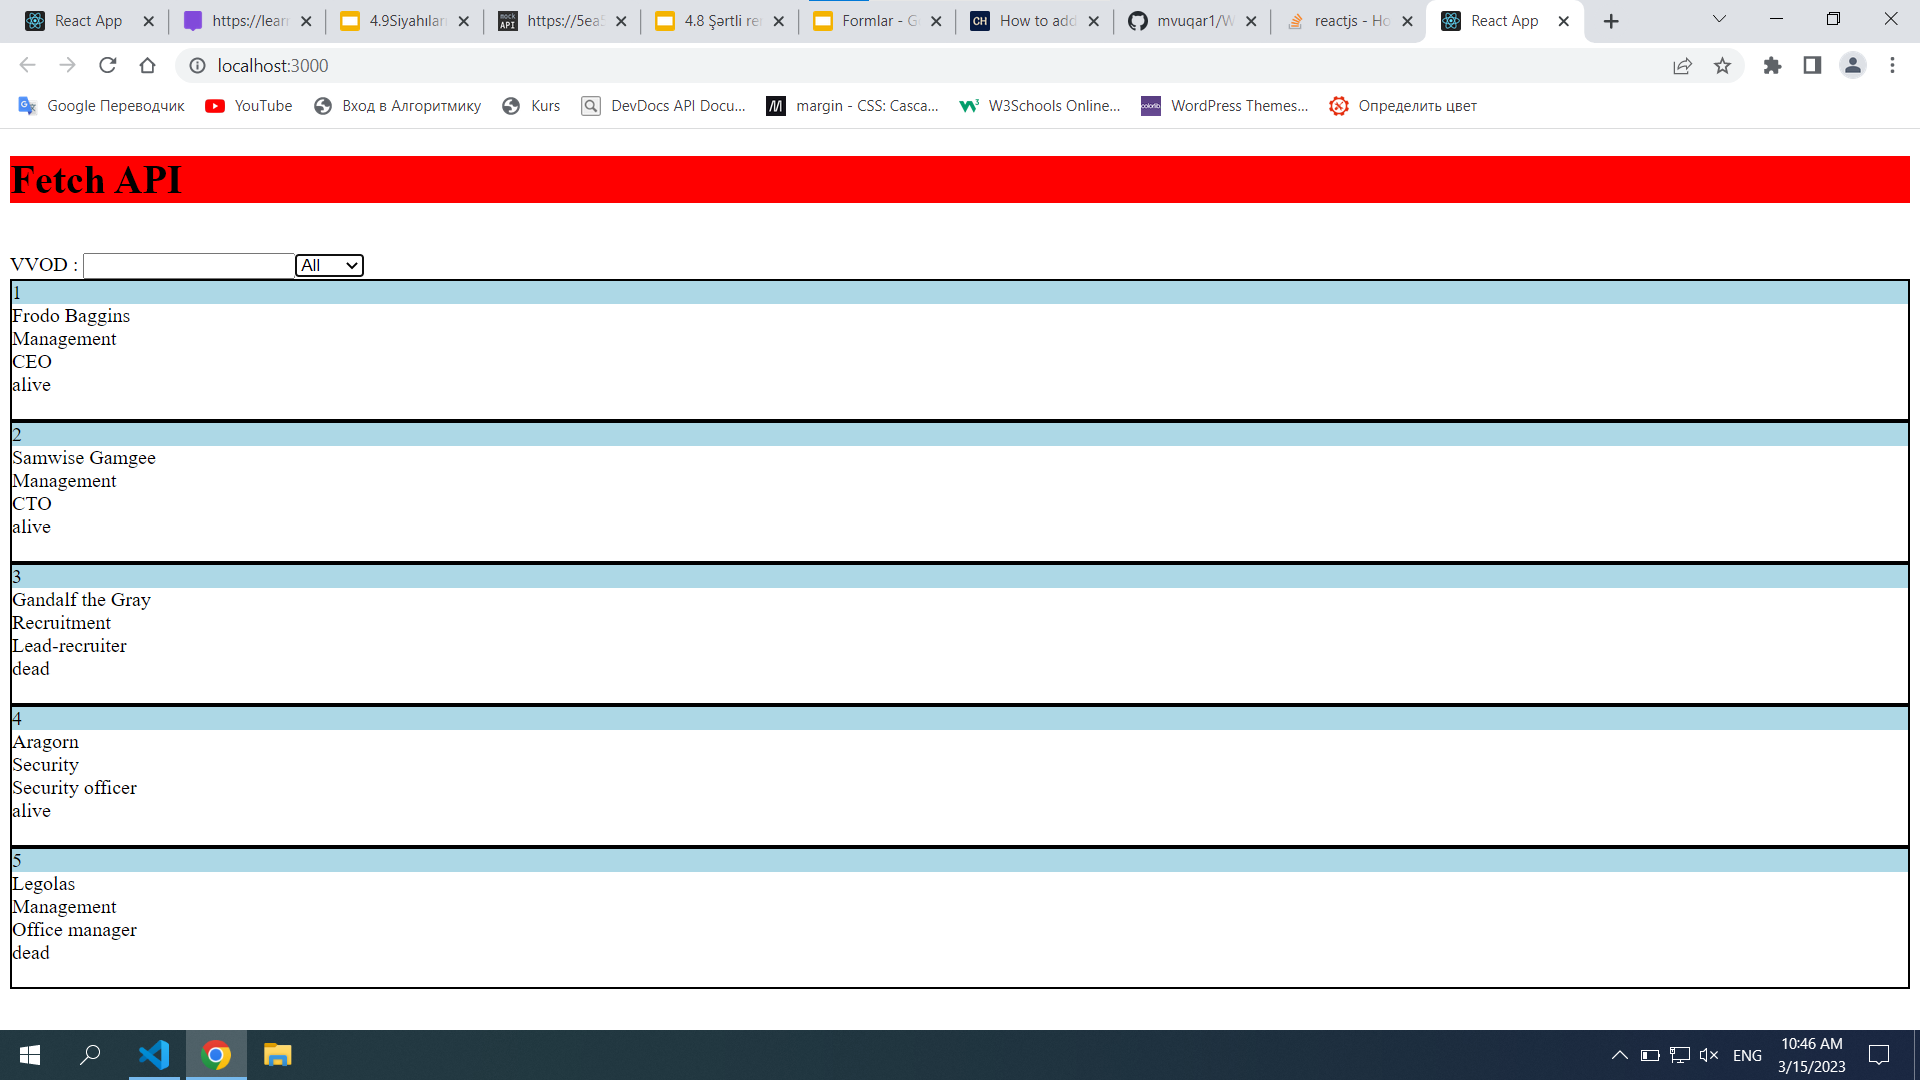 React App
https://lear
4.9Siyahılar
https://5ea5
4.8 Şərtli re
Formlar - G
How to add
mvuqar1/W
reactjs - Ho
React App
localhost:3000
Google Переводчик
YouTube
Вход в Алгоритмику
Kurs
DevDocs API Docu...
margin - CSS: Casca...
W3Schools Online...
WordPress Themes...
Определить цвет
Fetch API
VVOD :
All
1
Frodo Baggins
Management
CEO
alive
2
Samwise Gamgee
Management
CTO
alive
3
Gandalf the Gray
Recruitment
Lead-recruiter
dead
4
Aragorn
Security
Security officer
alive
5
Legolas
Management
Office manager
dead
ENG
10:46 AM
3/15/2023